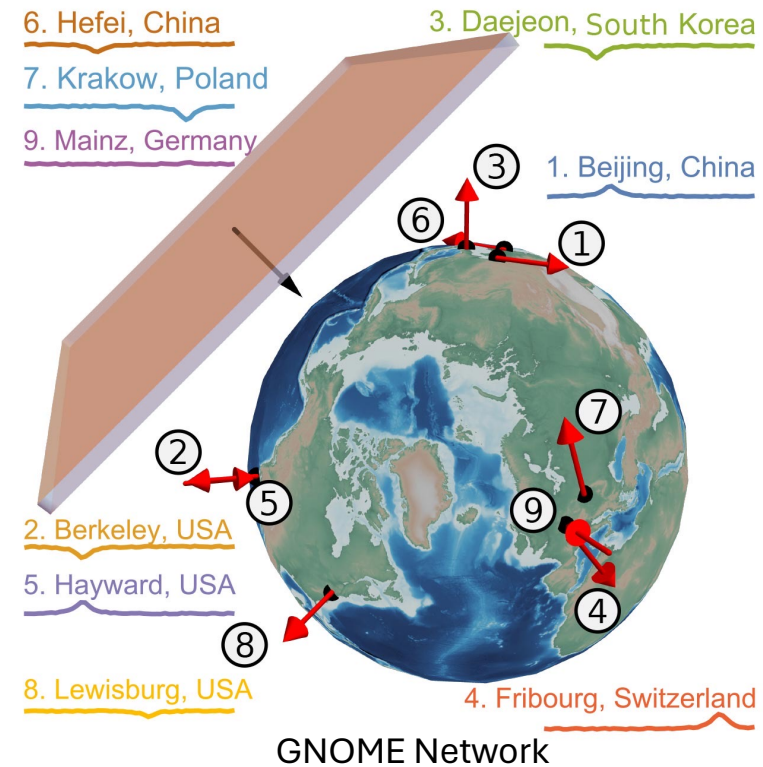 6. Hefei, China
3. Daejeon, South Korea
7. Krakow, Poland
9. Mainz, Germany
1. Beijing, China
3
6
1
7
2
5
9
2. Berkeley, USA
5. Hayward, USA
4
8
8. Lewisburg, USA
4. Fribourg, Switzerland
GNOME Network